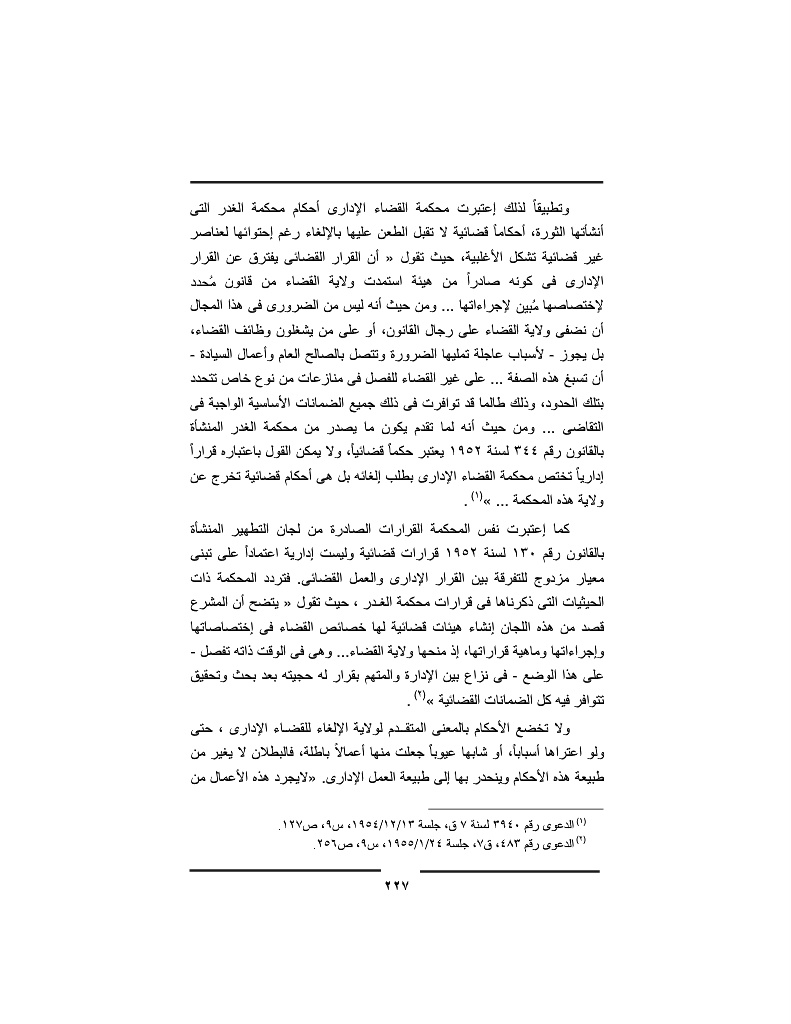 وتطبيقاً لذلك إعتبرت محكمة القضاء الإدارى أحكام محكمة الغدر التى
أنشأتها الثورة، أحكاماً قضائية لا تقبل الطعن عليها بالإلغاء رغم إحتوائها لعناصر
غير قضائية تشكل الأغلبية، حيث تقول « أن القرار القضائى يفترق عن القرار
الإدارى فى كونه صادراً من هيئة استمدت ولاية القضاء من قانون مُحدد
لإختصاصها مُبين لإجراءاتها ... ومن حيث أنه ليس من الضرورى فى هذا المجال
أن نضفى ولاية القضاء على رجال القانون، أو على من يشغلون وظائف القضاء،
بل يجوز - لأسباب عاجلة تمليها الضرورة وتتصل بالصالح العام وأعمال السيادة -
أن تسبغ هذه الصفة ... على غير القضاء للفصل فى منازعات من نوع خاص تتحدد
بتلك الحدود، وذلك طالما قد توافرت فى ذلك جميع الضمانات الأساسية الواجبة فى
التقاضى ... ومن حيث أنه لما تقدم يكون ما يصدر من محكمة الغدر المنشأة
بالقانون رقم ٣٤٤ لسنة ١٩٥٢ يعتبر حكماً قضائياً، ولا يمكن القول باعتباره قراراً
إدارياً تختص محكمة القضاء الإدارى بطلب إلغائه بل هى أحكام قضائية تخرج عن
ولاية هذه المحكمة ... »(١) .
كما إعتبرت نفس المحكمة القرارات الصادرة من لجان التطهير المنشأة
بالقانون رقم ١٣٠ لسنة ١٩٥٢ قرارات قضائية وليست إدارية اعتماداً على تبنى
معيار مزدوج للتفرقة بين القرار الإدارى والعمل القضائى. فتردد المحكمة ذات
الحيثيات التى ذكرناها فى قرارات محكمة الغدر ، حيث تقول « يتضح أن المشرع
قصد من هذه اللجان إنشاء هيئات قضائية لها خصائص القضاء فى إختصاصاتها
وإجراءاتها وماهية قراراتها، إذ منحها ولاية القضاء... وهى فى الوقت ذاته تفصل -
على هذا الوضع - فى نزاع بين الإدارة والمتهم بقرار له حجيته بعد بحث وتحقيق
تتوافر فيه كل الضمانات القضائية »(٢) .
ولا تخضع الأحكام بالمعنى المتقــدم لولاية الإلغاء للقضــاء الإدارى ، حتى
ولو اعتراها أسباباً، أو شابها عيوباً جعلت منها أعمالاً باطلة، فالبطلان لا يغير من
طبيعة هذه الأحكام وينحدر بها إلى طبيعة العمل الإدارى. «لايجرد هذه الأعمال من
(١) الدعوى رقم ٣٩٤٠ لسنة ٧ ق، جلسة ١٩٥٤/١٢/١٣، س٩، ص١٢٧.
(٢) الدعوى رقم ٤٨٣، ق٧، جلسة ١٩٥٥/١/٢٤، س٩، ص٢٥٦.
٢٢٧